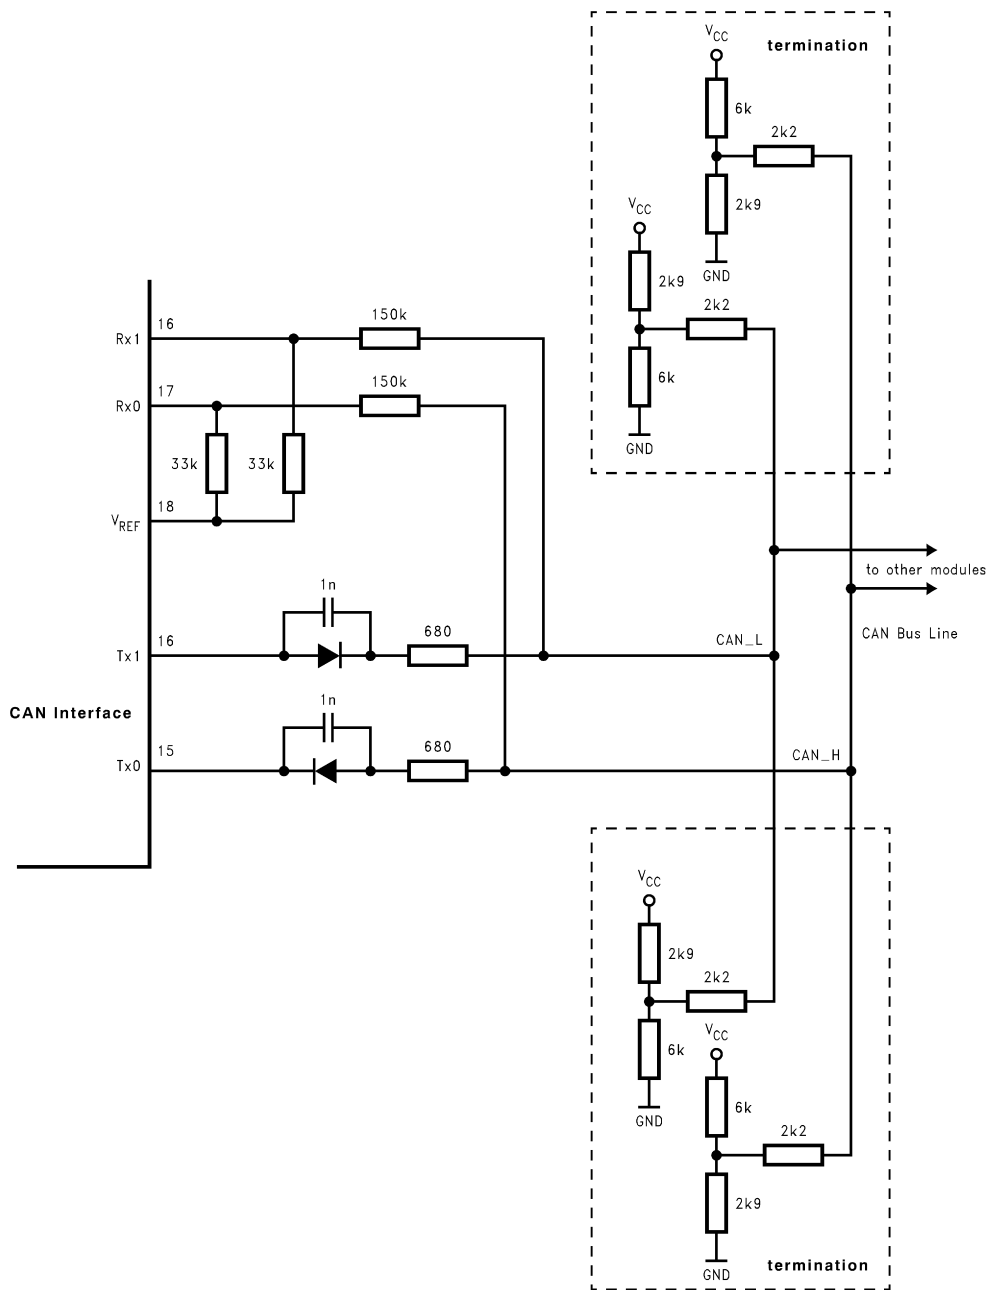 VCC
termination
6k
2k2
2k9
GND
VCC
2k9
2k2
6k
GND
Rx1
16
150k
Rx0
17
150k
33k
33k
VREF
18
to other modules
CAN Bus Line
1n
Tx1
16
680
CAN_L
CAN Interface
1n
Tx0
15
680
CAN_H
VCC
2k9
2k2
6k
GND
VCC
6k
2k2
2k9
GND
termination